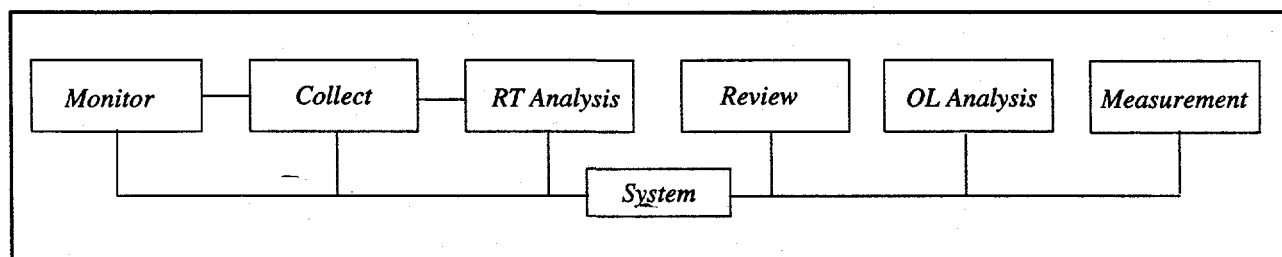 Monitor
Collect
RT Analysis
Review
OL Analysis
Measurement
System